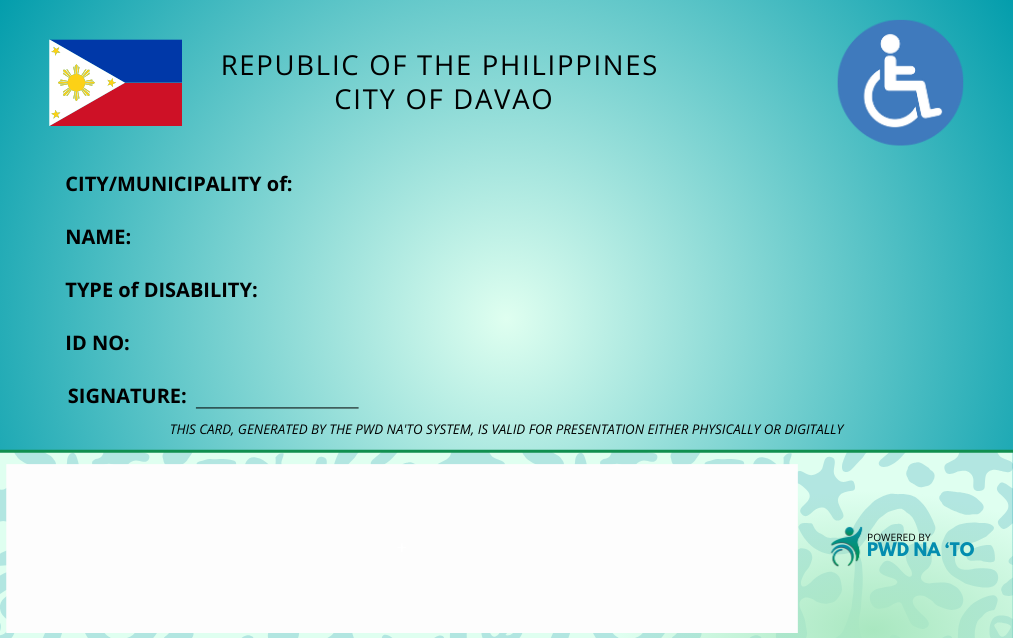 REPUBLIC OF THE PHILIPPINES
CITY OF DAVAO
CITY/MUNICIPALITY of:
NAME:
TYPE of DISABILITY:
ID NO:
SIGNATURE:
THIS CARD, GENERATED BY THE PWD NA'TO SYSTEM, IS VALID FOR PRESENTATION EITHER PHYSICALLY OR DIGITALLY
POWERED BY
PWD NA ‘TO